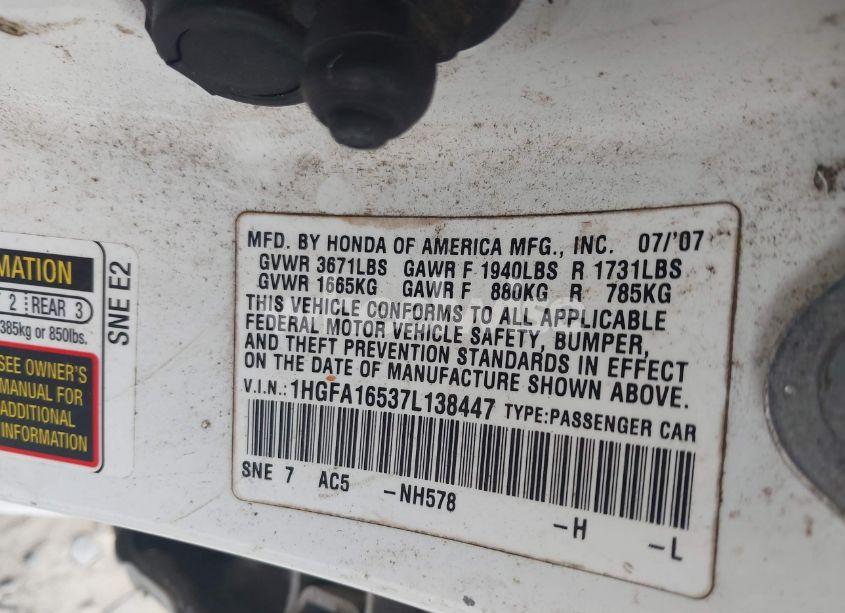 MATION
2 REAR 3
385kg or 850lbs.
SEE OWNER'S
MANUAL FOR
ADDITIONAL
INFORMATION
SNE E2
MFD. BY HONDA OF AMERICA MFG., INC. 07/'07
GVWR 3671LBS GAWR F 1940LBS R 1731LBS
GVWR 1665KG GAWR F 880KG R 785KG
THIS VEHICLE CONFORMS TO ALL APPLICABLE
FEDERAL MOTOR VEHICLE SAFETY, BUMPER,
AND THEFT PREVENTION STANDARDS IN EFFECT
ON THE DATE OF MANUFACTURE SHOWN ABOVE.
V.I.N.: 1HGFA16537L138447 TYPE:PASSENGER CAR
SNE 7 AC5 -NH578 -H -L